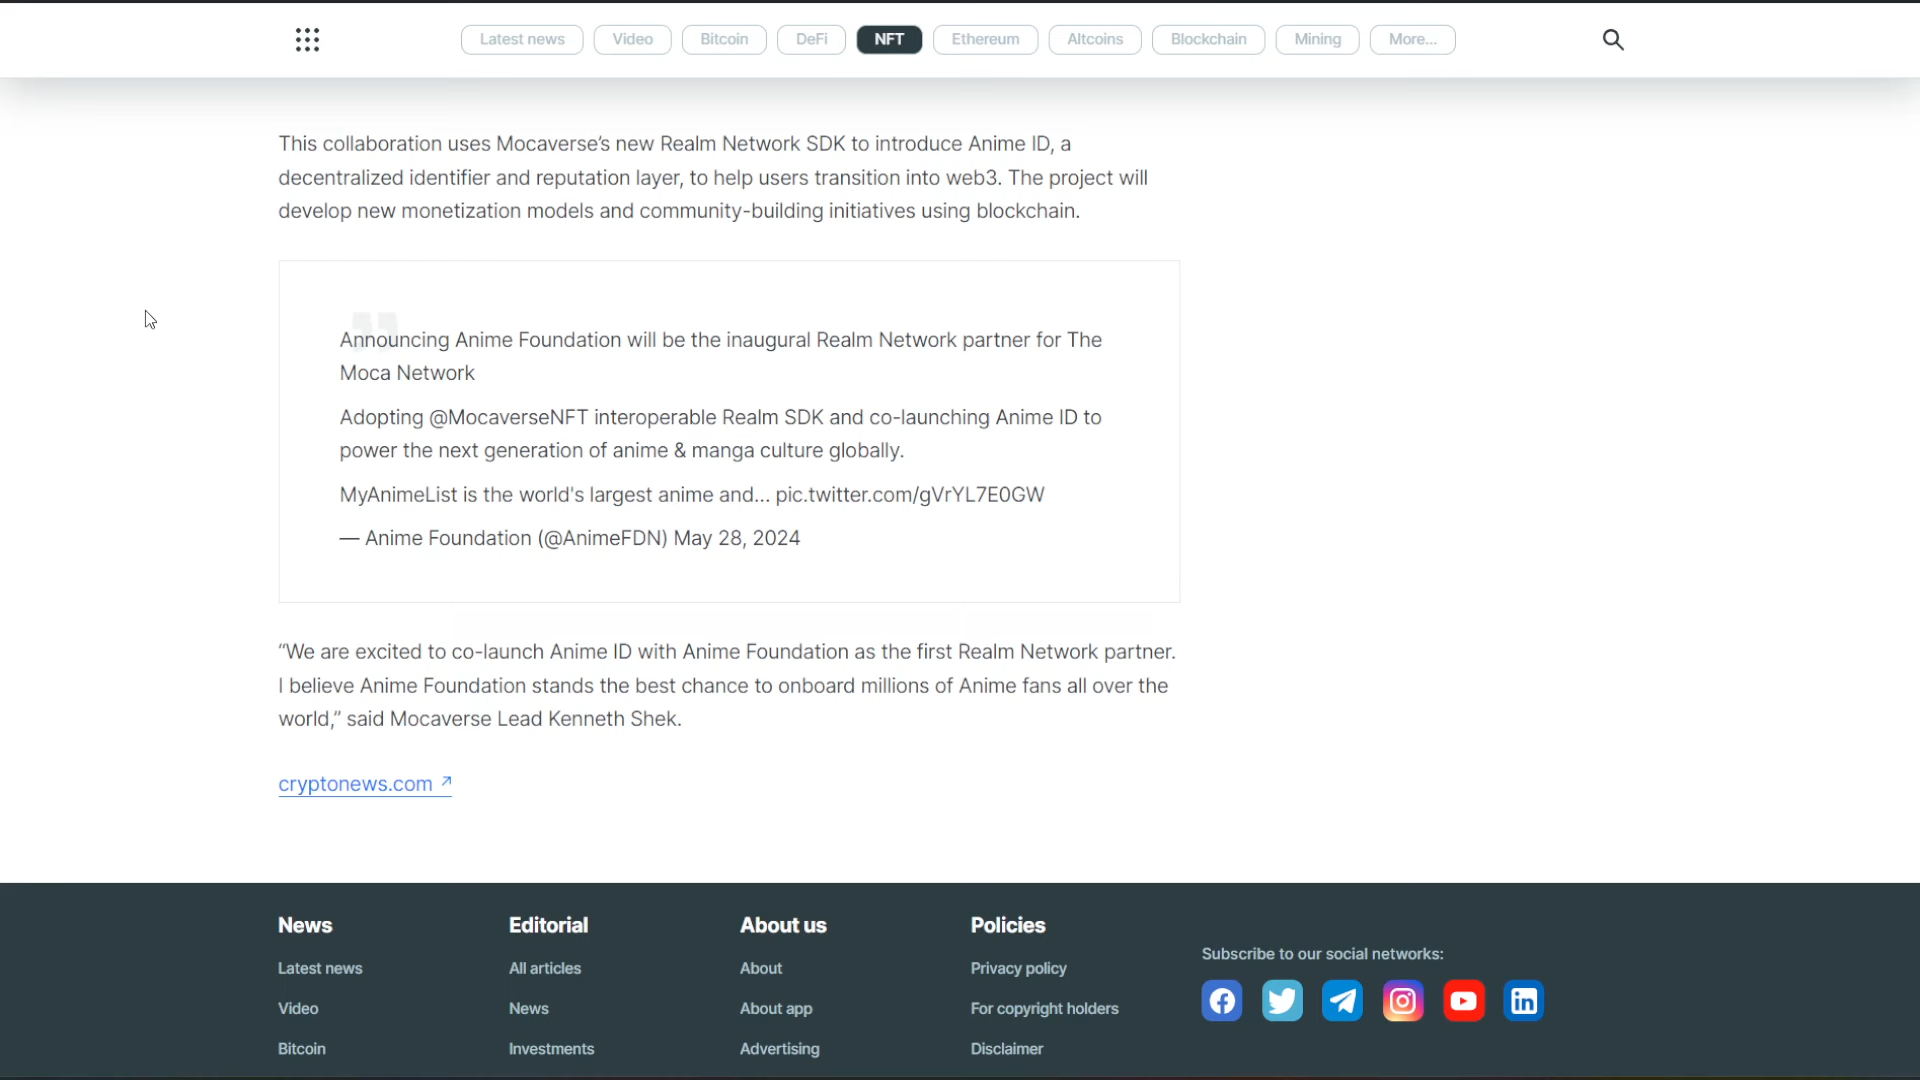 Latest news Video Bitcoin DeFi NFT Ethereum Altcoins Blockchain Mining More...
This collaboration uses Mocaverse’s new Realm Network SDK to introduce Anime ID, a
decentralized identifier and reputation layer, to help users transition into web3. The project will
develop new monetization models and community-building initiatives using blockchain.
Announcing Anime Foundation will be the inaugural Realm Network partner for The
Moca Network
Adopting @MocaverseNFT interoperable Realm SDK and co-launching Anime ID to
power the next generation of anime & manga culture globally.
MyAnimeList is the world's largest anime and... pic.twitter.com/gVrYL7E0GW
— Anime Foundation (@AnimeFDN) May 28, 2024
“We are excited to co-launch Anime ID with Anime Foundation as the first Realm Network partner.
I believe Anime Foundation stands the best chance to onboard millions of Anime fans all over the
world,” said Mocaverse Lead Kenneth Shek.
cryptonews.com ↗
News Editorial About us Policies
Subscribe to our social networks:
Latest news All articles About Privacy policy
Video News About app For copyright holders
Bitcoin Investments Advertising Disclaimer